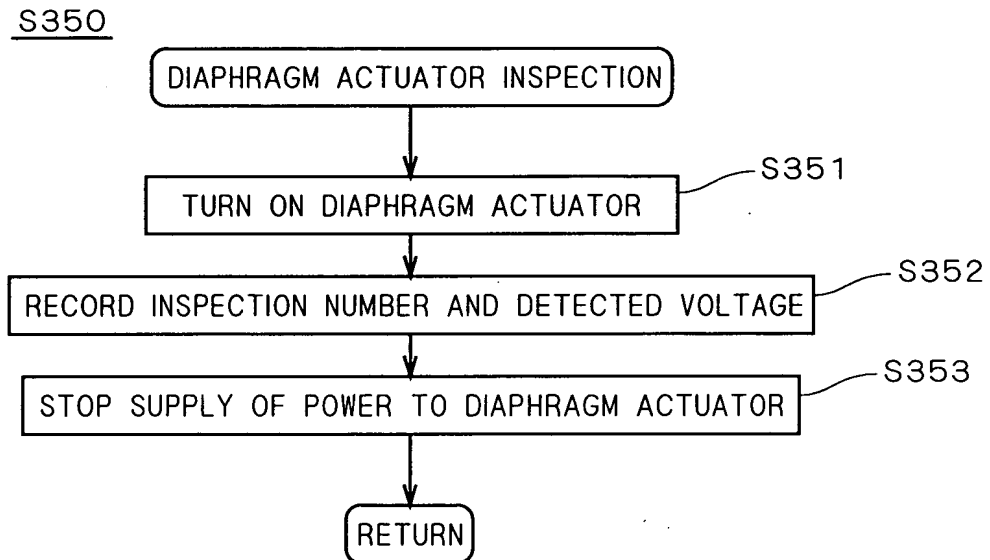 S350
DIAPHRAGM ACTUATOR INSPECTION
S351
TURN ON DIAPHRAGM ACTUATOR
S352
RECORD INSPECTION NUMBER AND DETECTED VOLTAGE
S353
STOP SUPPLY OF POWER TO DIAPHRAGM ACTUATOR
RETURN